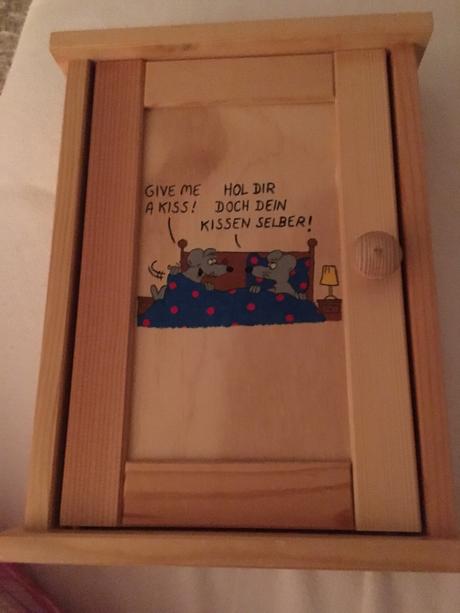 GIVE ME
A KISS!
HOL DIR
DOCH DEIN
KISSEN SELBER!